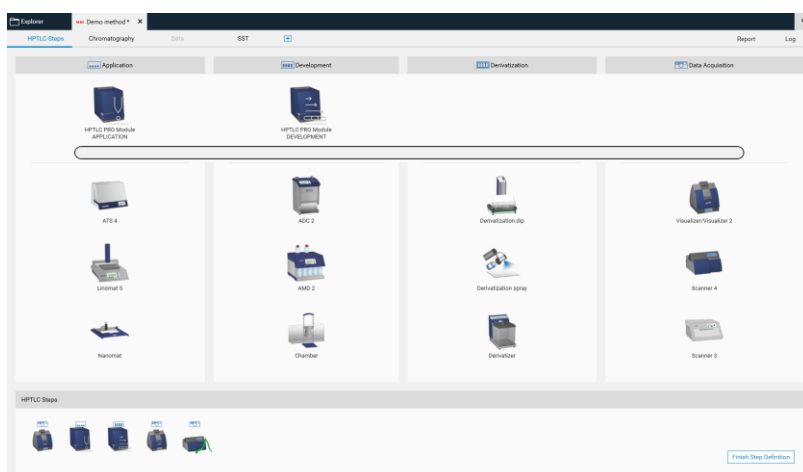 Explorer
Demo method *
HPTLC-Steps
Chromatography
Data
SST
Report
Log
Application
Development
Derivatization
Data Acquisition
HPTLC PRO Module
APPLICATION
HPTLC PRO Module
DEVELOPMENT
ATS 4
ADC 2
Derivatization dip
Visualizer/Visualizer 2
Linomat 5
AMD 2
Derivatization spray
Scanner 4
Nanomat
Chamber
Derivatizer
Scanner 3
HPTLC Steps
Finish Step Definition